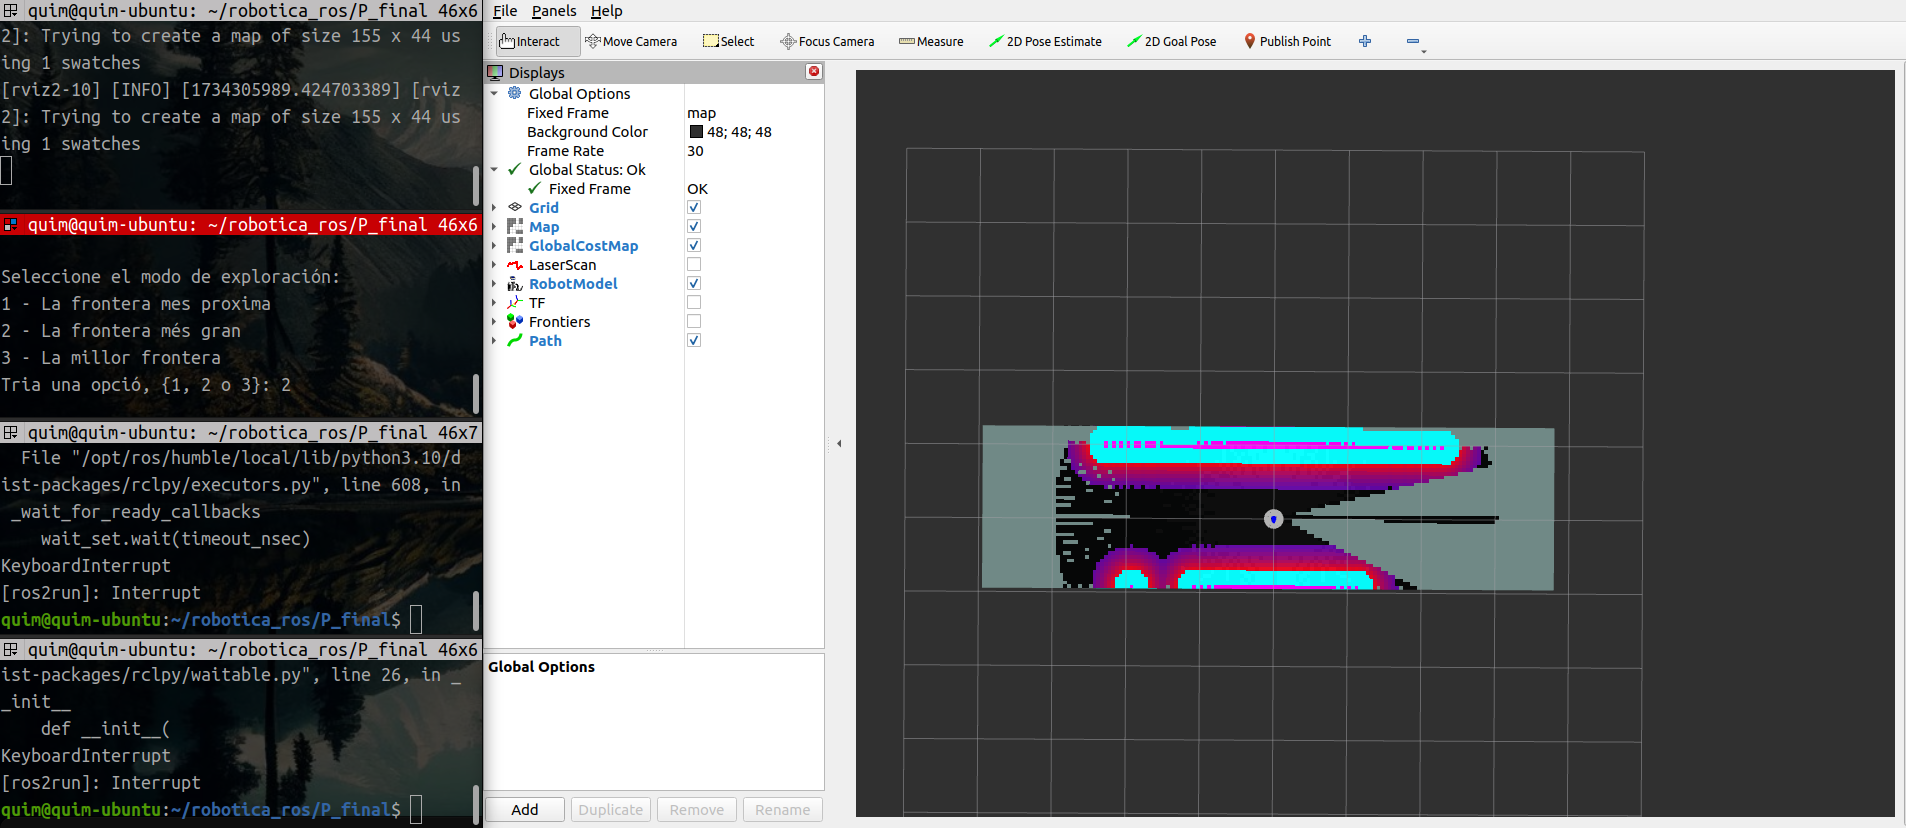 quim@quim-ubuntu: ~/robotica_ros/P_final 46x6
2]: Trying to create a map of size 155 x 44 us
ing 1 swatches
[rviz2-10] [INFO] [1734305989.424703389] [rviz
2]: Trying to create a map of size 155 x 44 us
ing 1 swatches
quim@quim-ubuntu: ~/robotica_ros/P_final 46x6
Seleccione el modo de exploración:
1 - La frontera mes proxima
2 - La frontera més gran
3 - La millor frontera
Tria una opció, {1, 2 o 3}: 2
quim@quim-ubuntu: ~/robotica_ros/P_final 46x7
File "/opt/ros/humble/local/lib/python3.10/d
ist-packages/rclpy/executors.py", line 608, in
_wait_for_ready_callbacks
wait_set.wait(timeout_nsec)
KeyboardInterrupt
[ros2run]: Interrupt
quim@quim-ubuntu:~/robotica_ros/P_final$
quim@quim-ubuntu: ~/robotica_ros/P_final 46x6
ist-packages/rclpy/waitable.py", line 26, in _
_init__
def __init__(
KeyboardInterrupt
[ros2run]: Interrupt
quim@quim-ubuntu:~/robotica_ros/P_final$
File Panels Help
Interact Move Camera Select Focus Camera Measure 2D Pose Estimate 2D Goal Pose Publish Point
Displays
Global Options
Fixed Frame map
Background Color 48; 48; 48
Frame Rate 30
Global Status: Ok
Fixed Frame OK
Grid
Map
GlobalCostMap
LaserScan
RobotModel
TF
Frontiers
Path
Global Options
Add Duplicate Remove Rename